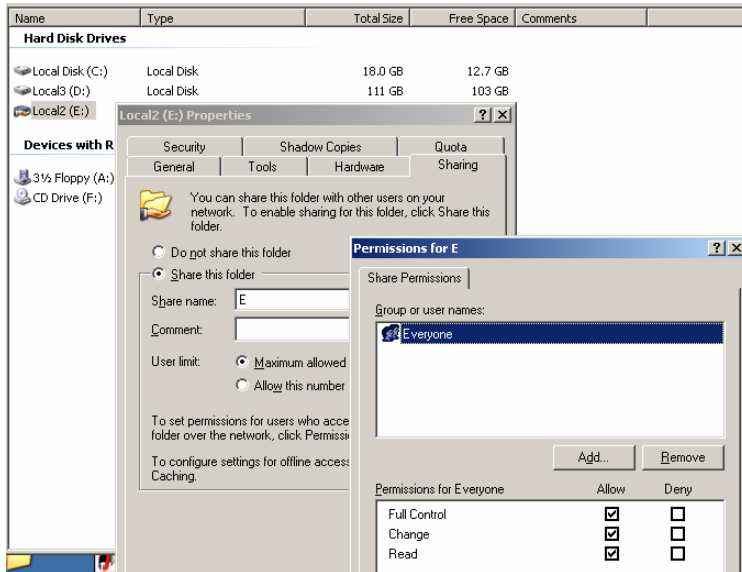 Name Type Total Size Free Space Comments
Hard Disk Drives
Local Disk (C:) Local Disk 18.0 GB 12.7 GB
Local3 (D:) Local Disk 111 GB 103 GB
Local2 (E:)
Devices with R
3½ Floppy (A:)
CD Drive (F:)
Local2 (E:) Properties
Security Shadow Copies Quota
General Tools Hardware Sharing
You can share this folder with other users on your
network. To enable sharing for this folder, click Share this
folder.
Do not share this folder
Share this folder
Share name: E
Comment:
User limit: Maximum allowed
Allow this number
To set permissions for users who acce
folder over the network, click Permissi
To configure settings for offline access
Caching.
Permissions for E
Share Permissions
Group or user names:
Everyone
Add... Remove
Permissions for Everyone Allow Deny
Full Control
Change
Read